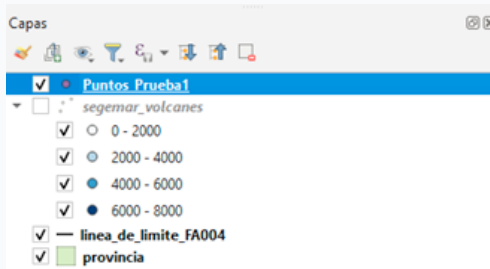 Capas
Puntos Prueba1
segemar_volcanes
0 - 2000
2000 - 4000
4000 - 6000
6000 - 8000
linea_de_limite_FA004
provincia